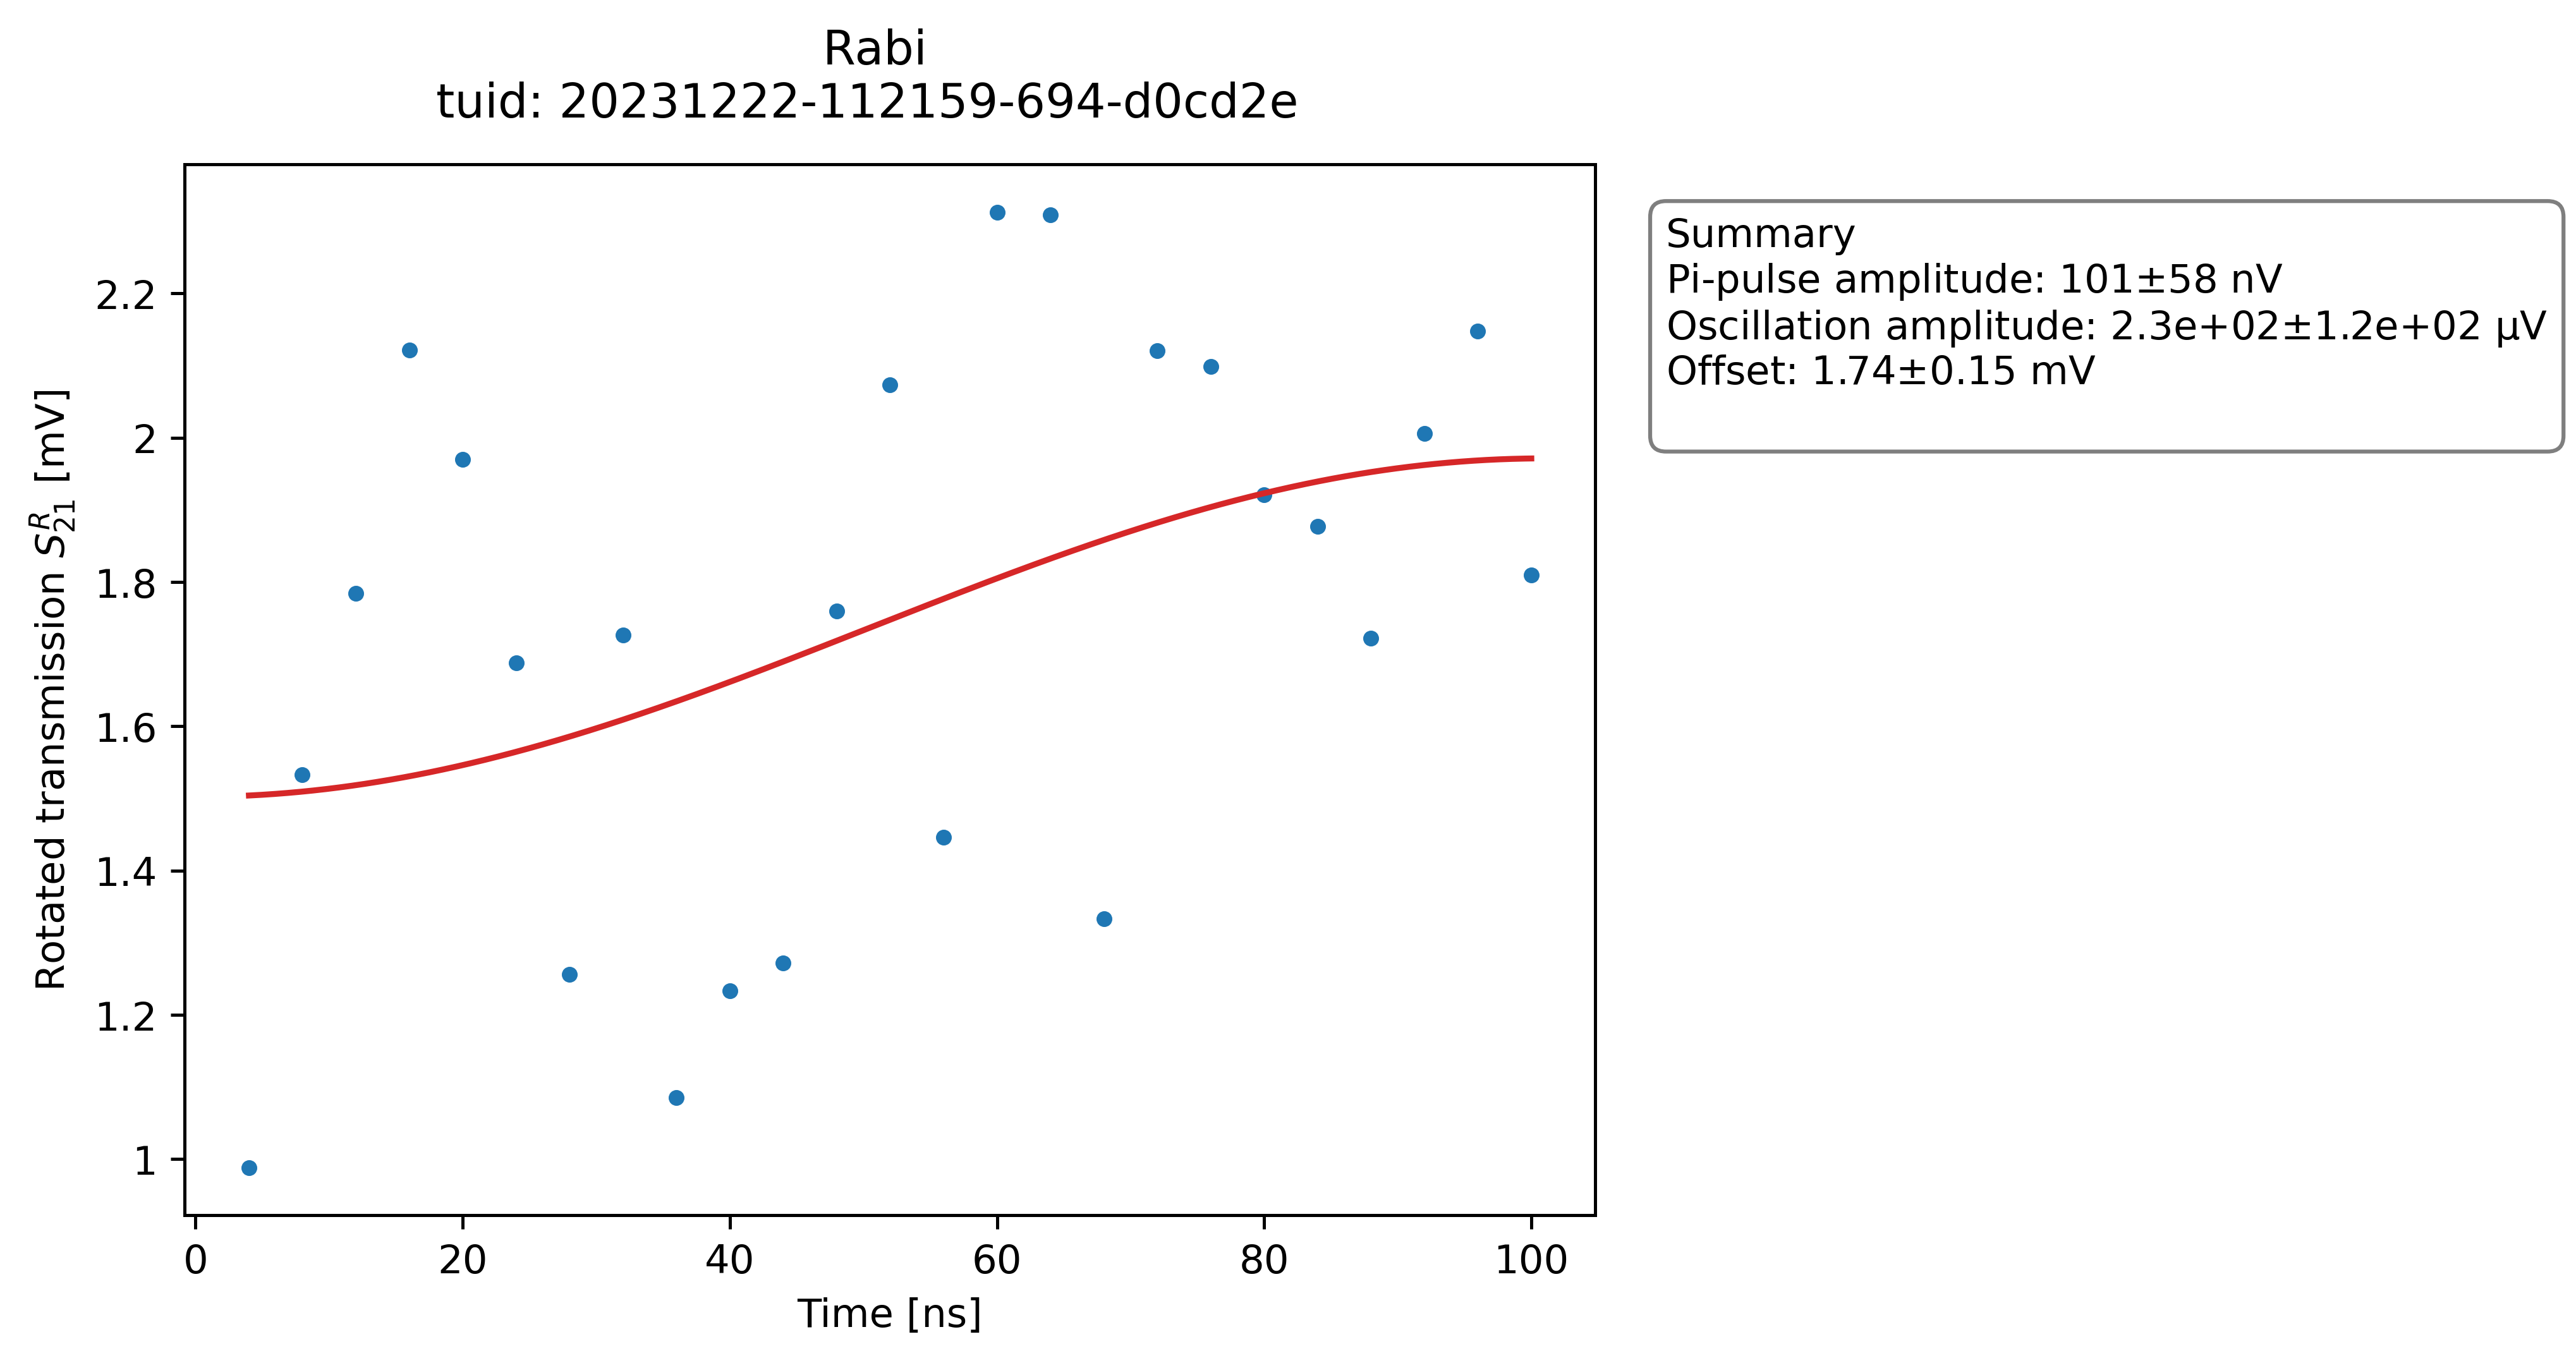 Rabi
tuid: 20231222-112159-694-d0cd2e
Rotated transmission S_{21}^{R} [mV]
2.2
2
1.8
1.6
1.4
1.2
1
0 20 40 60 80 100
Time [ns]
Summary
Pi-pulse amplitude: 101±58 nV
Oscillation amplitude: 2.3e+02±1.2e+02 µV
Offset: 1.74±0.15 mV